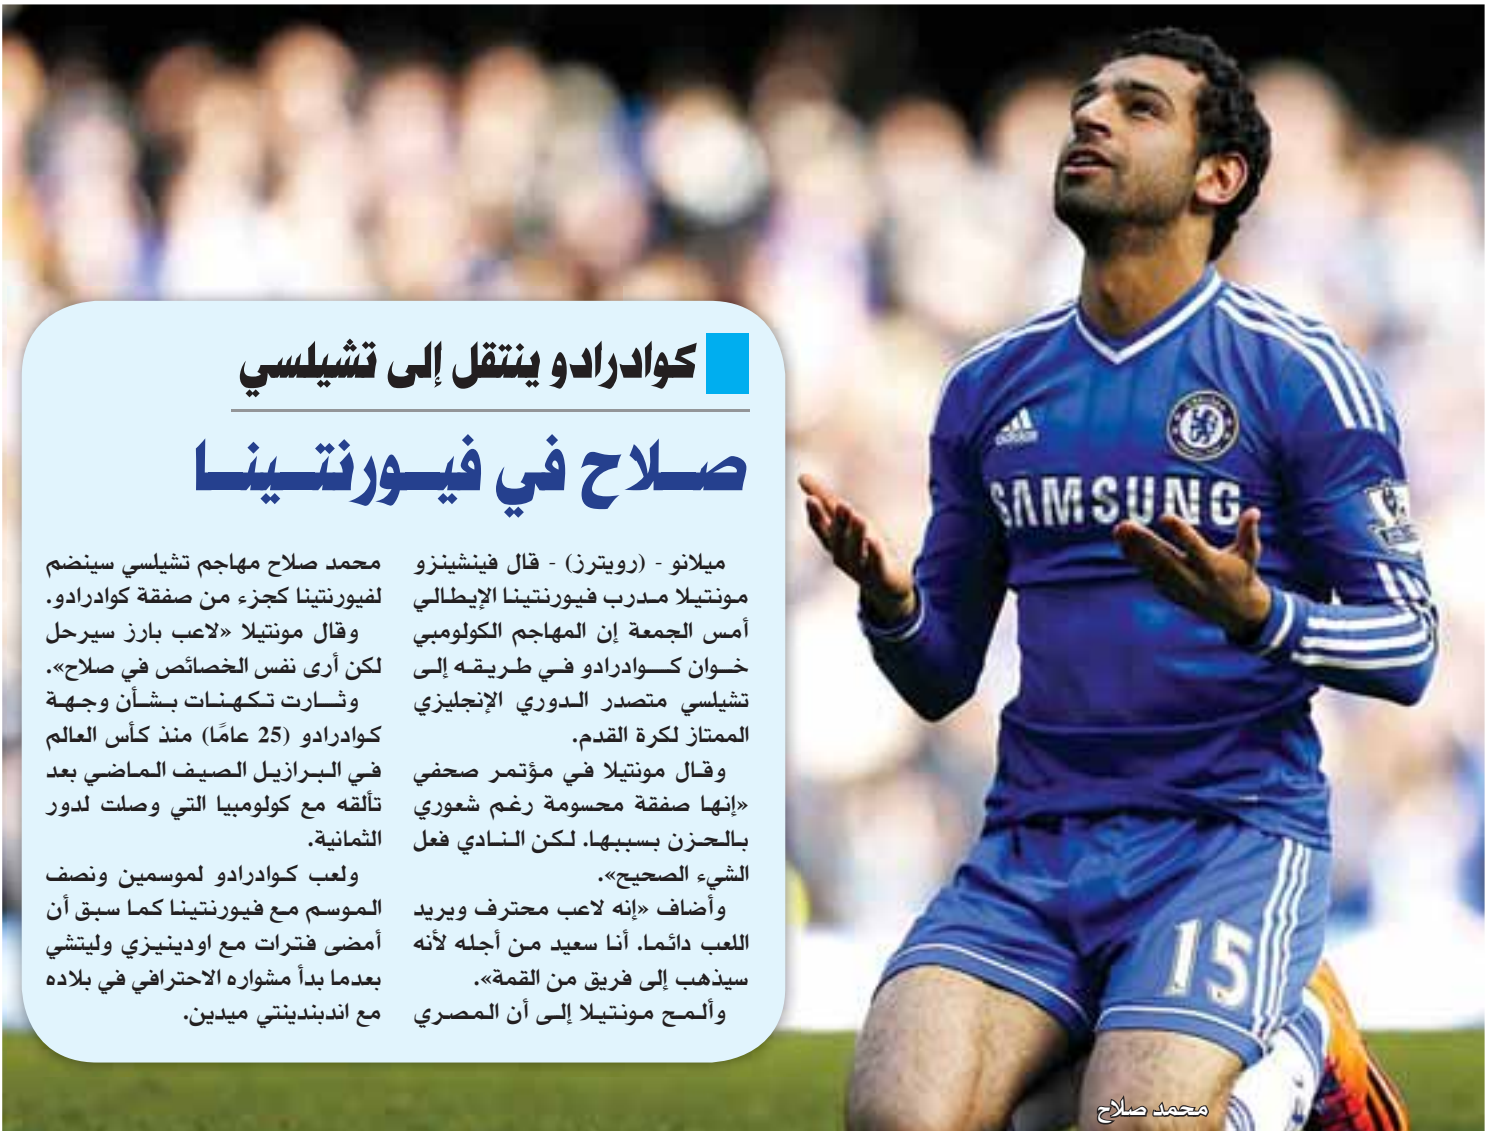 كوادرادو ينتقل إلى تشيلسي
صلاح في فيورنتينا
ميلانو - (رويترز) - قال فينشينزو
مونتيلا مدرب فيورنتينا الإيطالي
أمس الجمعة إن المهاجم الكولومبي
خوان كوادرادو في طريقه إلى
تشيلسي متصدر الدوري الإنجليزي
الممتاز لكرة القدم.
وقال مونتيلا في مؤتمر صحفي
«إنها صفقة محسومة رغم شعوري
بالحزن بسببها. لكن النادي فعل
الشيء الصحيح».
وأضاف «إنه لاعب محترف ويريد
اللعب دائما. أنا سعيد من أجله لأنه
سيذهب إلى فريق من القمة».
وألمح مونتيلا إلى أن المصري
محمد صلاح مهاجم تشيلسي سينضم
لفيورنتينا كجزء من صفقة كوادرادو.
وقال مونتيلا «لاعب بارز سيرحل
لكن أرى نفس الخصائص في صلاح».
وثارت تكهنات بشأن وجهة
كوادرادو (25 عامًا) منذ كأس العالم
في البرازيل الصيف الماضي بعد
تألقه مع كولومبيا التي وصلت لدور
الثمانية.
ولعب كوادرادو لموسمين ونصف
الموسم مع فيورنتينا كما سبق أن
أمضى فترات مع اودينيزي وليتشي
بعدما بدأ مشواره الاحترافي في بلاده
مع اندبندينتي ميدين.
adidas
SAMSUNG
15
محمد صلاح